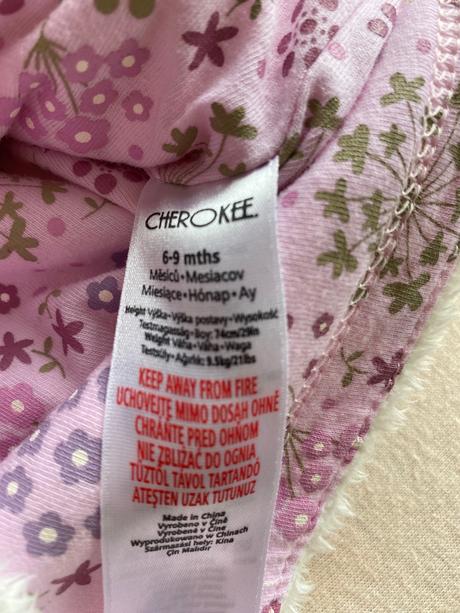 CHEROKEE.
6-9 mths
Měsíců • Mesiacov
Miesiące • Hónap • Ay
Height Výška • Výška postavy • Wysokość
Testmagasság • Boy: 74cm/29in
Weight Váha • Váha • Waga
Testsúly • Ağırlık: 9.5kg/21lbs
KEEP AWAY FROM FIRE
UCHOVEJTE MIMO DOSAH OHNĚ
CHRÁŇTE PRED OHŇOM
NIE ZBLIŻAĆ DO OGNIA
TŰZTŐL TÁVOL TARTANDÓ
ATEŞTEN UZAK TUTUNUZ
Made in China
Vyrobeno v Číně
Vyrobené v Číne
Wyprodukowano w Chinach
Származási hely: Kína
Çin Malıdır